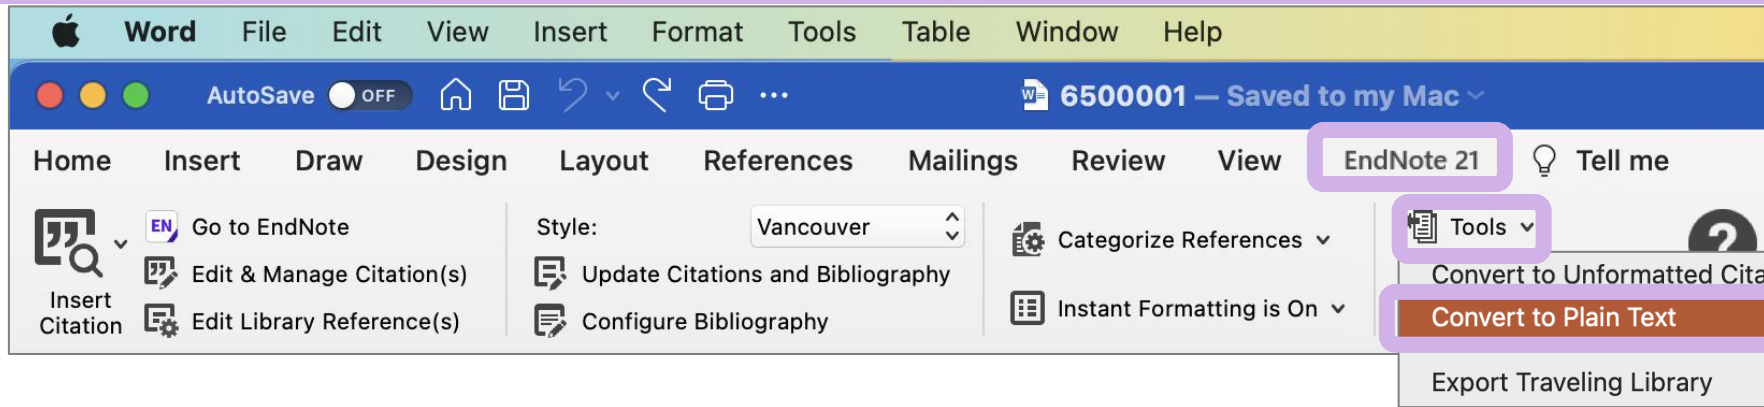 Word File Edit View Insert Format Tools Table Window Help
AutoSave OFF 6500001 — Saved to my Mac
Home Insert Draw Design Layout References Mailings Review View EndNote 21 Tell me
Insert Citation
EN Go to EndNote
Edit & Manage Citation(s)
Edit Library Reference(s)
Style: Vancouver
Update Citations and Bibliography
Configure Bibliography
Categorize References
Instant Formatting is On
Tools
?
Convert to Unformatted Cita
Convert to Plain Text
Export Traveling Library